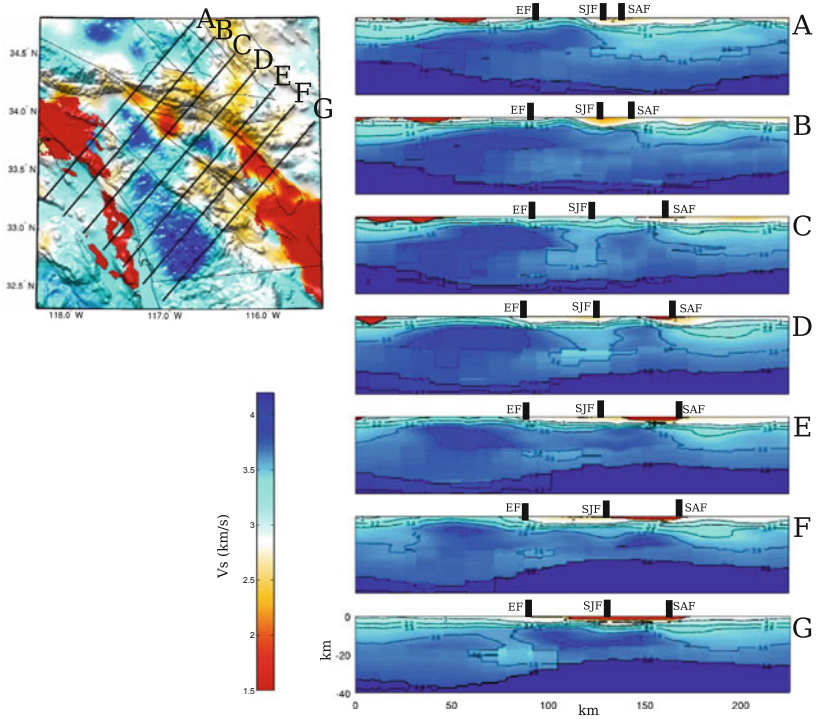 A
B
C
D
E
F
G
34.5 N
34.0 N
33.5 N
33.0 N
32.5 N
118.0 W
117.0 W
116.0 W
4
3.5
3
2.5
2
1.5
Vs (km/s)
EF SJF SAF
A
EF SJF SAF
B
EF SJF SAF
C
EF SJF SAF
D
EF SJF SAF
E
EF SJF SAF
F
EF SJF SAF
G
0
-20
-40
km
0 50 100 150 200
km